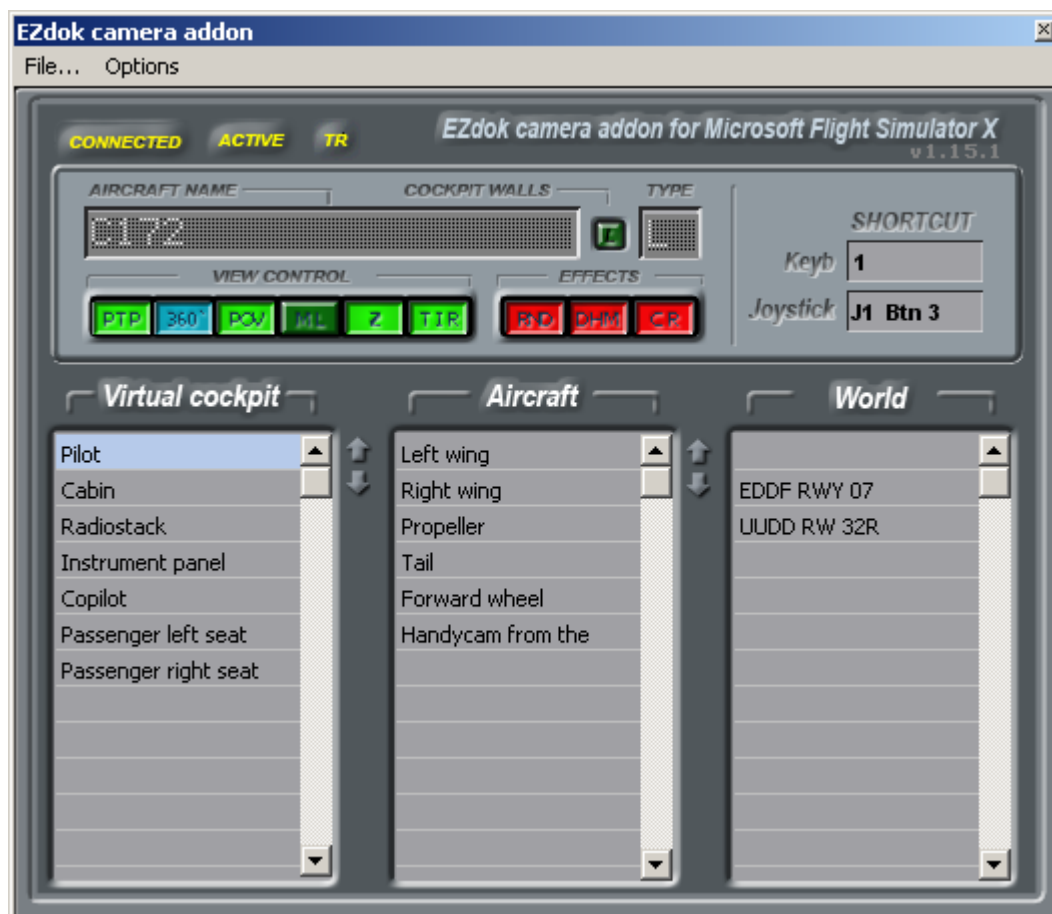 EZdok camera addon
File... Options
CONNECTED ACTIVE TR EZdok camera addon for Microsoft Flight Simulator X
v1.15.1
AIRCRAFT NAME COCKPIT WALLS TYPE
C172 L
SHORTCUT
VIEW CONTROL EFFECTS
Keyb 1
PTP 360° POV ML Z TIR RND DHM CR
Joystick J1 Btn 3
Virtual cockpit
Pilot
Cabin
Radiostack
Instrument panel
Copilot
Passenger left seat
Passenger right seat
Aircraft
Left wing
Right wing
Propeller
Tail
Forward wheel
Handycam from the
World
EDDF RWY 07
UUDD RW 32R